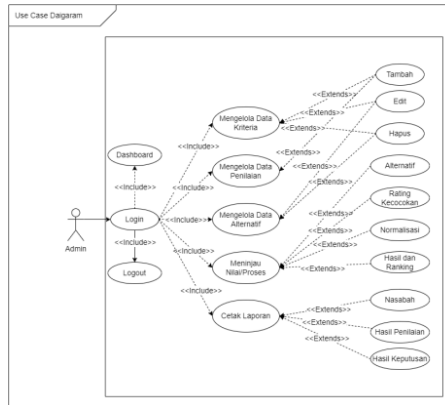 Use Case Daigaram
Tambah
<<Extends>>
<<Extends>>
Edit
Mengelola Data
Kriteria
<<Extends>>
<<Extends>>
Hapus
Dashboard
<<Include>>
Mengelola Data
Penilaian
<<Extends>>
Alternatif
<<Include>>
<<Include>>
<<Extends>>
Rating
Kecocokan
Admin
Login
<<Include>>
Mengelola Data
Alternatif
<<Extends>>
<<Extends>>
Normalisasi
<<Include>>
<<Include>>
<<Extends>>
Logout
Meninjau
Nilai/Proses
<<Extends>>
Hasil dan
Ranking
<<Include>>
Cetak Laporan
<<Extends>>
Nasabah
<<Extends>>
Hasil Penilaian
<<Extends>>
Hasil Keputusan